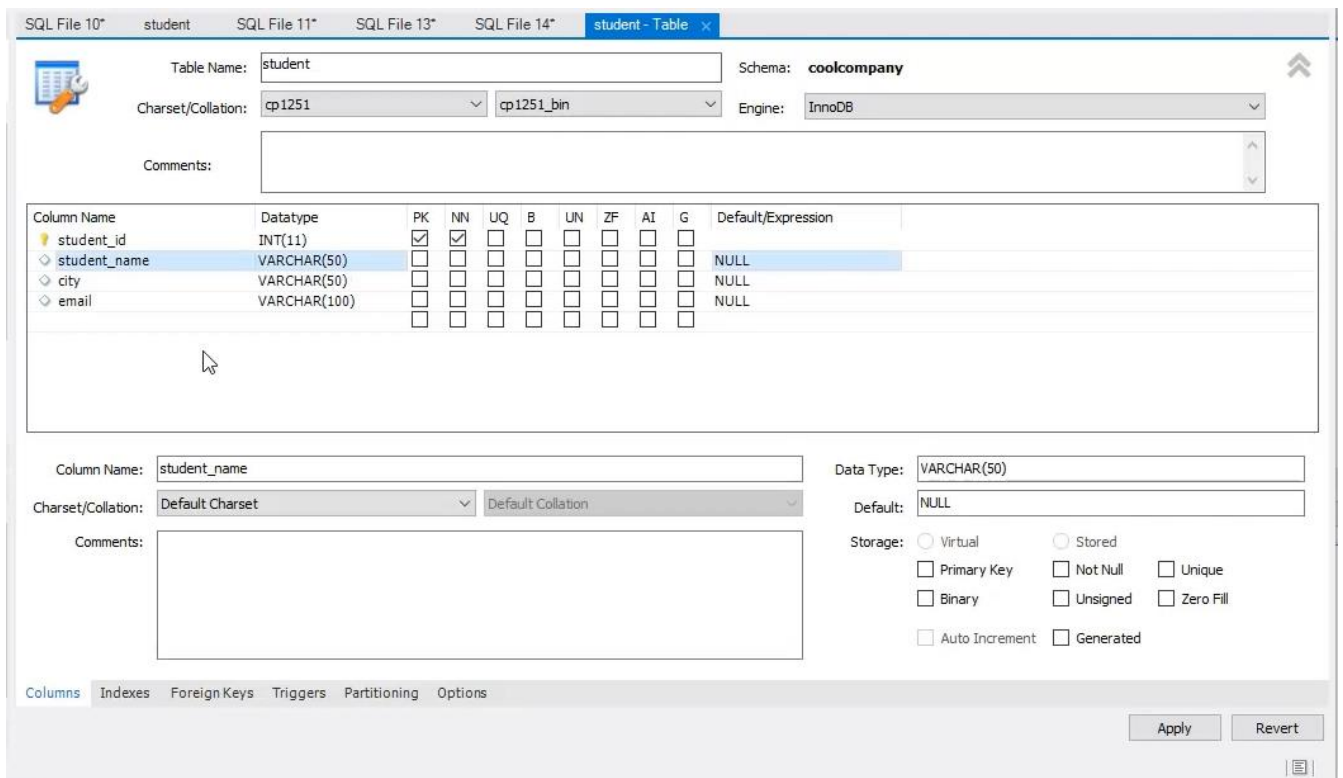 SQL File 10* student SQL File 11* SQL File 13* SQL File 14* student - Table ×
Table Name: student Schema: coolcompany
Charset/Collation: cp1251 cp1251_bin Engine: InnoDB
Comments:
Column Name Datatype PK NN UQ B UN ZF AI G Default/Expression
student_id INT(11)
student_name VARCHAR(50) NULL
city VARCHAR(50) NULL
email VARCHAR(100) NULL
Column Name: student_name Data Type: VARCHAR(50)
Charset/Collation: Default Charset Default Collation Default: NULL
Comments: Storage: Virtual Stored
Primary Key Not Null Unique
Binary Unsigned Zero Fill
Auto Increment Generated
Columns Indexes Foreign Keys Triggers Partitioning Options
Apply Revert